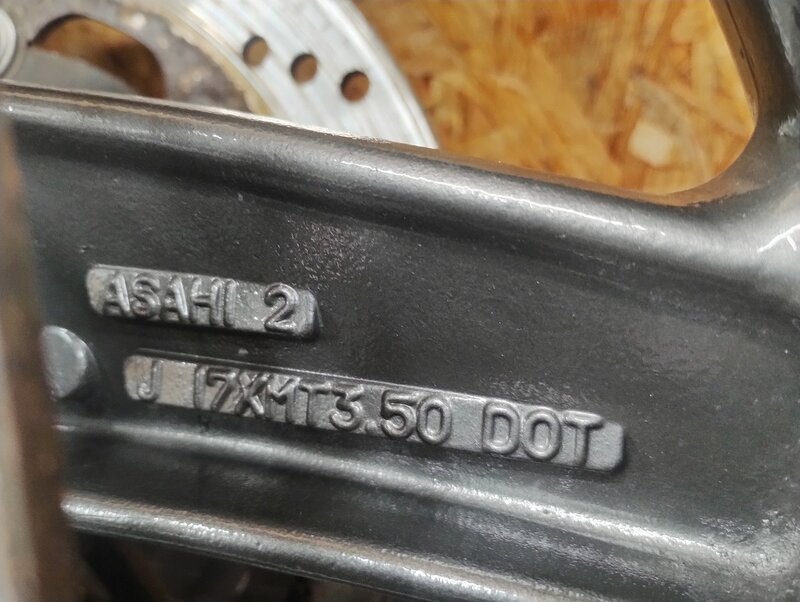 ASAHI 2
J 17XMT3.50 DOT